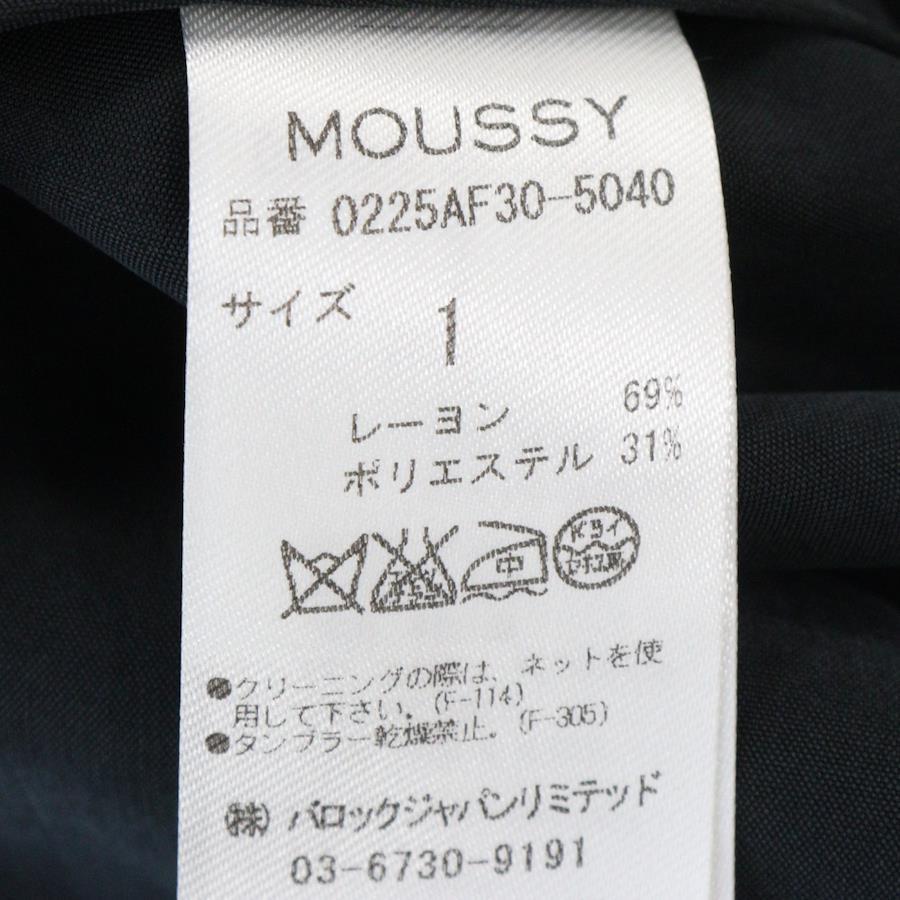 MOUSSY
品番 0225AF30-5040
サイズ 1
レーヨン 69%
ポリエステル 31%
中 ドライ
●クリーニングの際は、ネットを使
用して下さい。(F-114)
●タンブラー乾燥禁止。(F-305)
(株) バロックジャパンリミテッド
03-6730-9191